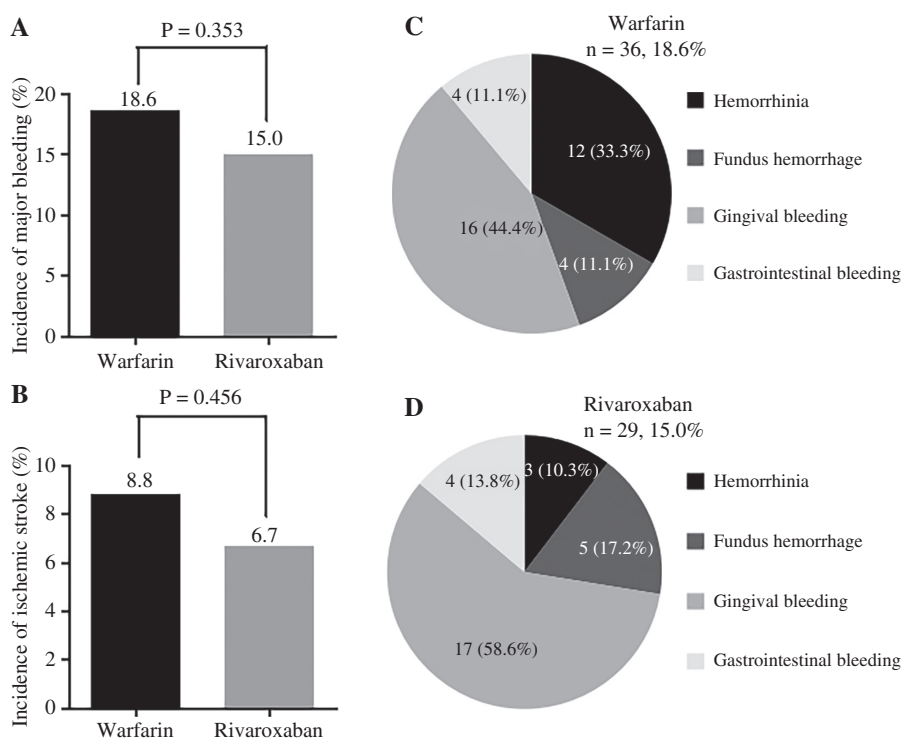 A
P = 0.353
Incidence of major bleeding (%)
20
15
10
5
0
18.6
15.0
Warfarin
Rivaroxaban
B
P = 0.456
Incidence of ischemic stroke (%)
10
8
6
4
2
0
8.8
6.7
Warfarin
Rivaroxaban
C
Warfarin
n = 36, 18.6%
4 (11.1%)
12 (33.3%)
16 (44.4%)
4 (11.1%)
Hemorrhinia
Fundus hemorrhage
Gingival bleeding
Gastrointestinal bleeding
D
Rivaroxaban
n = 29, 15.0%
4 (13.8%)
3 (10.3%)
5 (17.2%)
17 (58.6%)
Hemorrhinia
Fundus hemorrhage
Gingival bleeding
Gastrointestinal bleeding